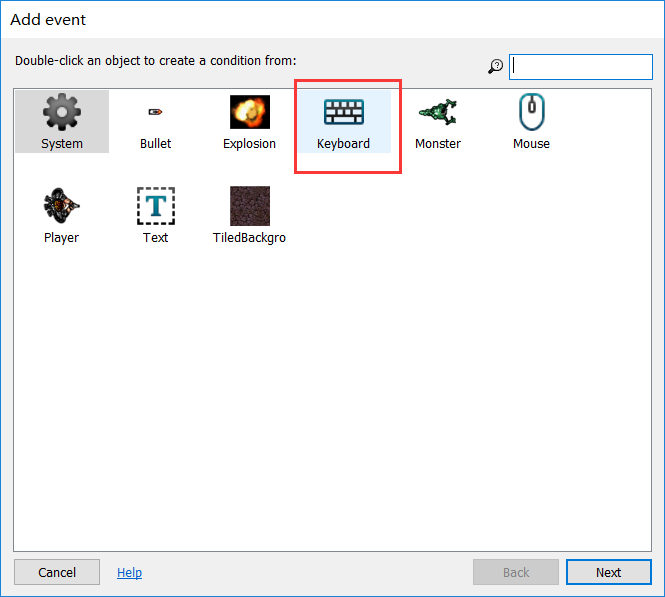 Add event
Double-click an object to create a condition from:
System Bullet Explosion Keyboard Monster Mouse
Player Text TiledBackgro
T
Cancel Help Back Next